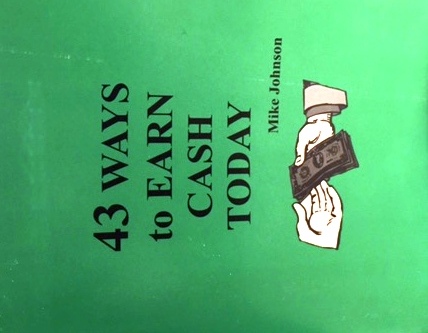 43 WAYS
to EARN
CASH
TODAY
Mike Johnson